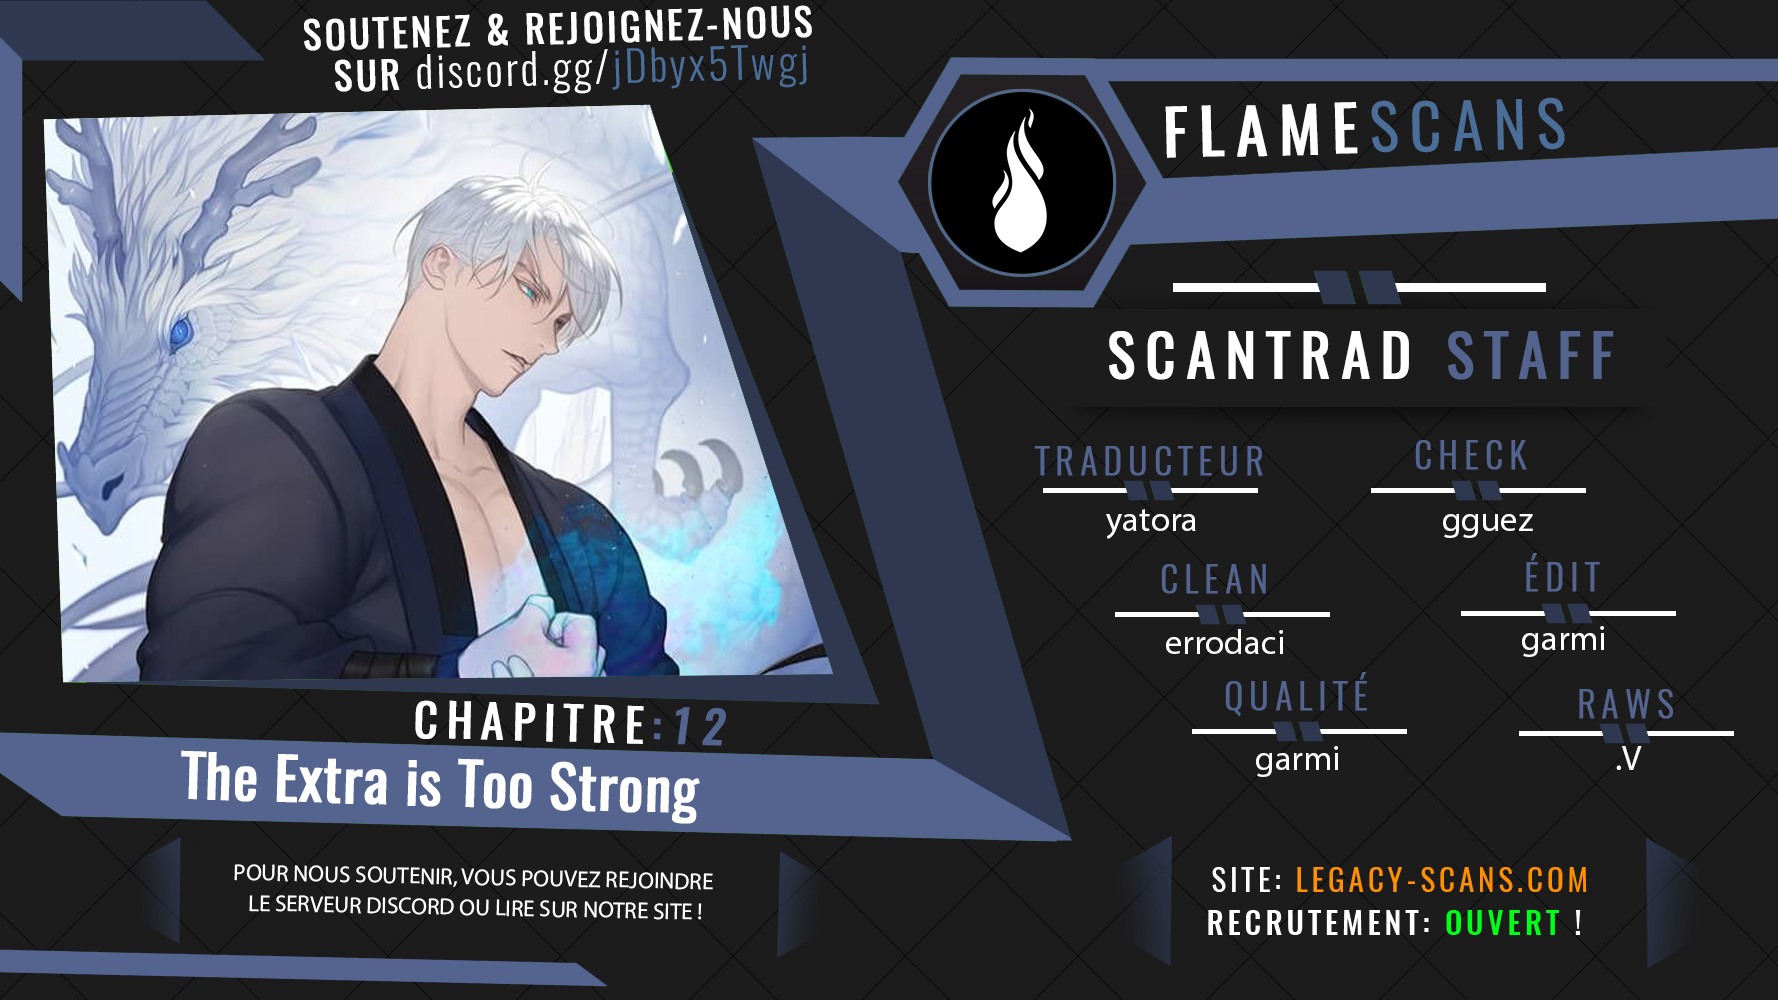 SOUTENEZ & REJOIGNEZ-NOUS
SUR discord.gg/jDbyx5Twgj
FLAMESCANS
SCANTRAD STAFF
TRADUCTEUR
yatora
CHECK
gguez
CLEAN
errodaci
ÉDIT
garmi
QUALITÉ
garmi
RAWS
.V
CHAPITRE:12
The Extra is Too Strong
POUR NOUS SOUTENIR, VOUS POUVEZ REJOINDRE
LE SERVEUR DISCORD OU LIRE SUR NOTRE SITE !
SITE: LEGACY-SCANS.COM
RECRUTEMENT: OUVERT !